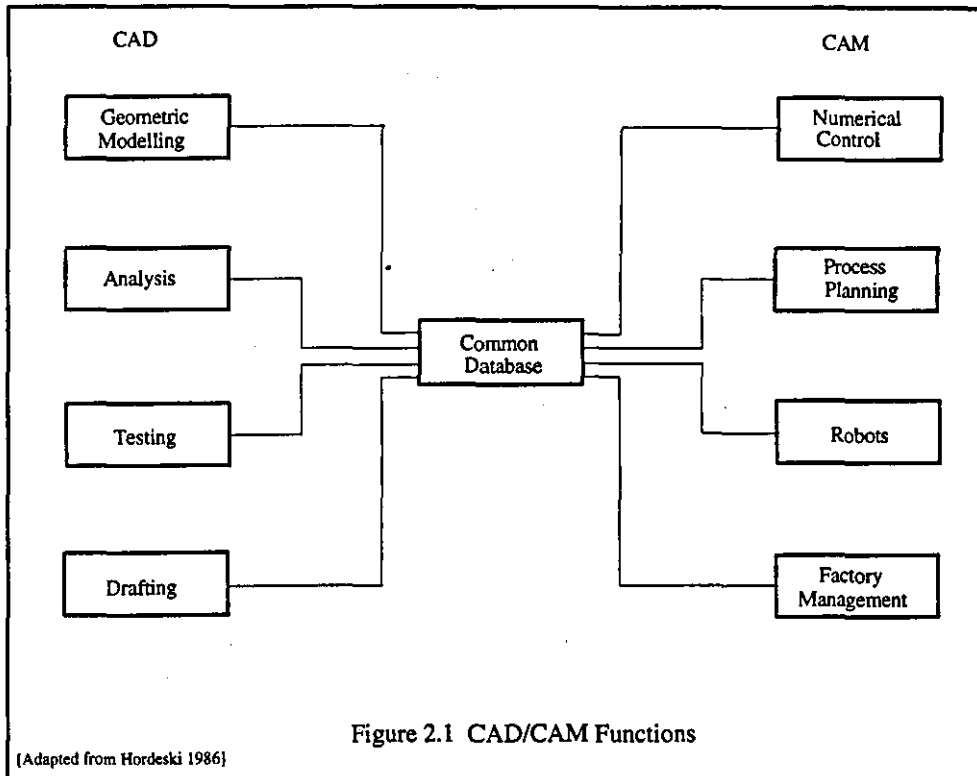 CAD
CAM
Geometric
Modelling
Numerical
Control
Analysis
Process
Planning
Common
Database
Testing
Robots
Drafting
Factory
Management
Figure 2.1 CAD/CAM Functions
[Adapted from Hordeski 1986]